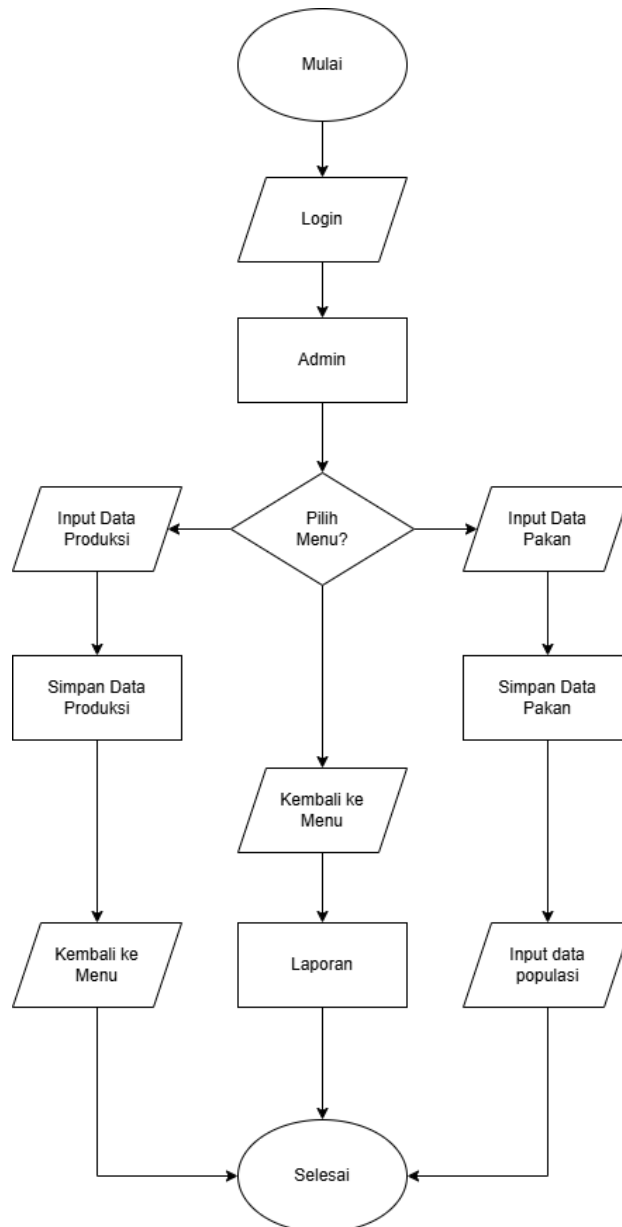 Mulai
Login
Admin
Input Data
Produksi
Pilih
Menu?
Input Data
Pakan
Simpan Data
Produksi
Simpan Data
Pakan
Kembali ke
Menu
Kembali ke
Menu
Laporan
Input data
populasi
Selesai